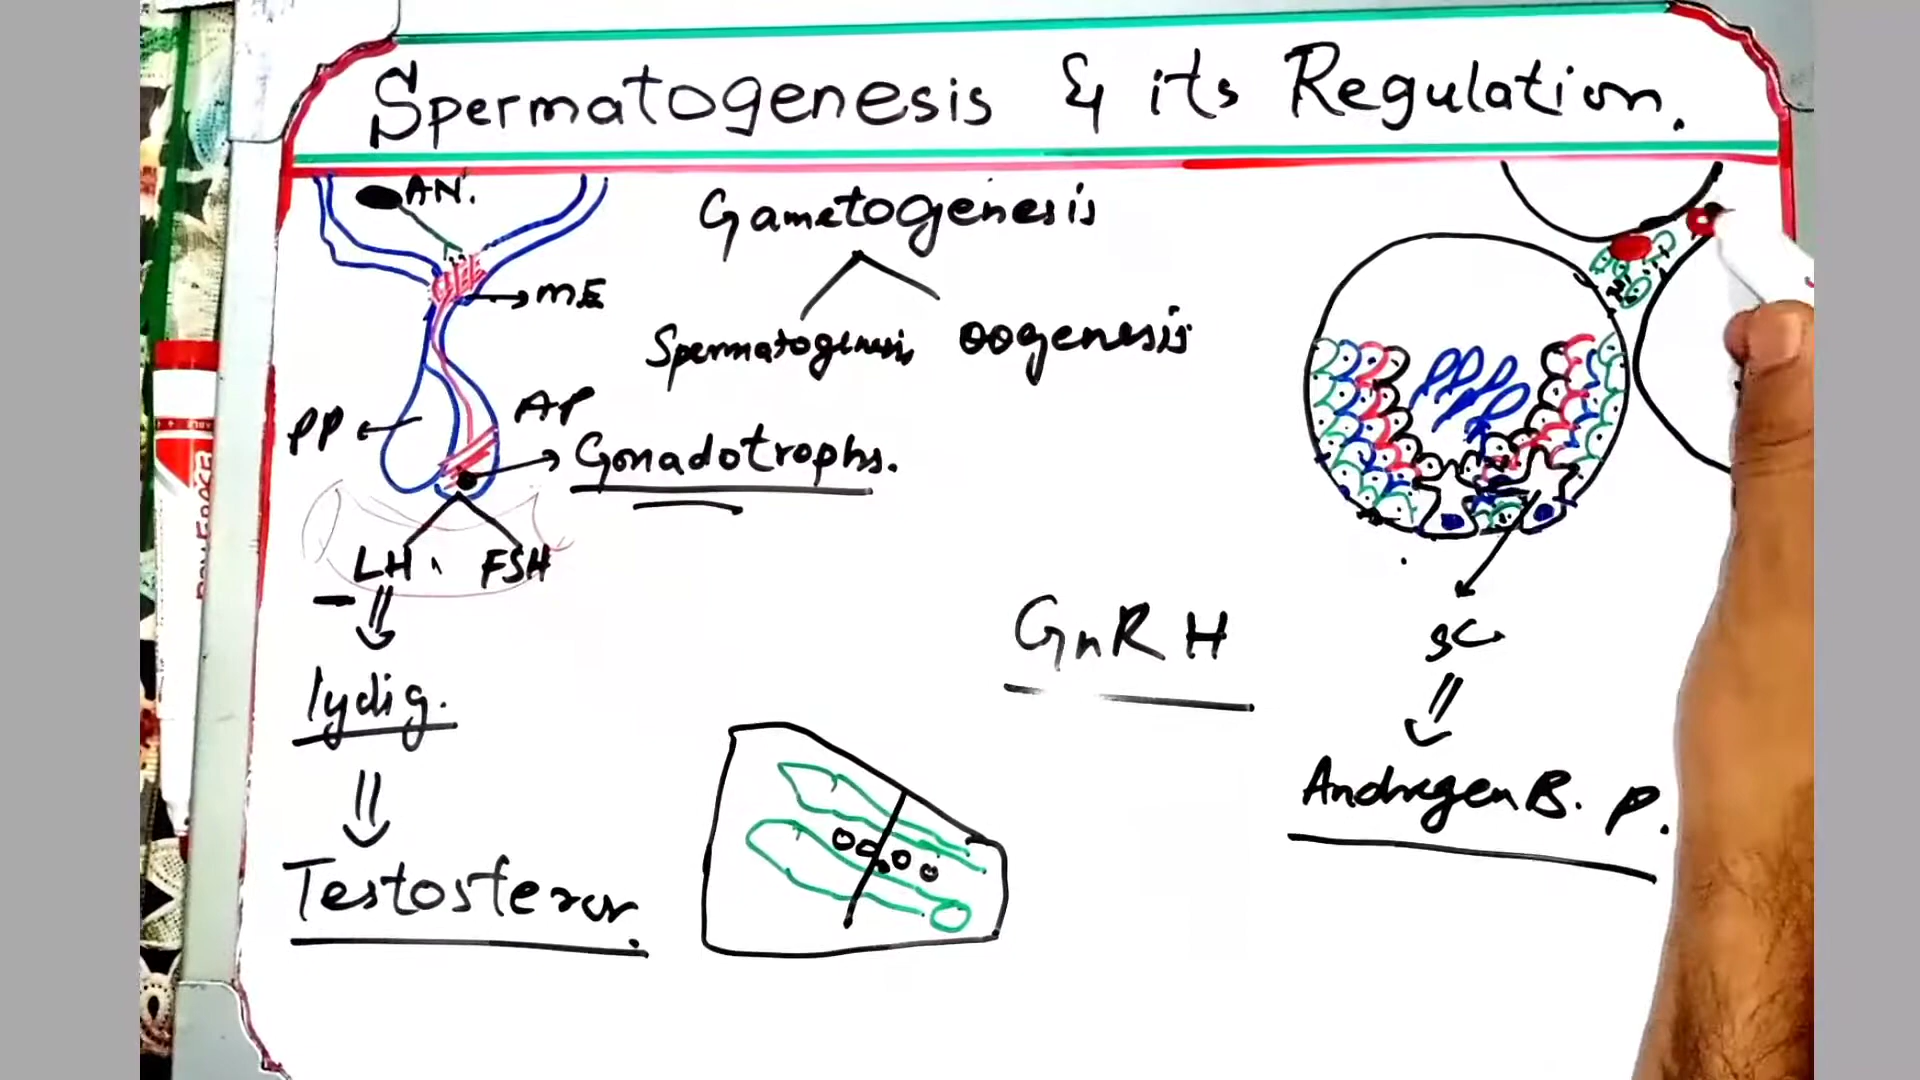 Spermatogenesis & its Regulation.
AN.
Gametogenesis
ME
Spermatogenesis oogenesis
AP
PP
Gonadotrophs.
LH. FSH
GnRH
SC
lydig.
Androgen B. P.
Testosteron.